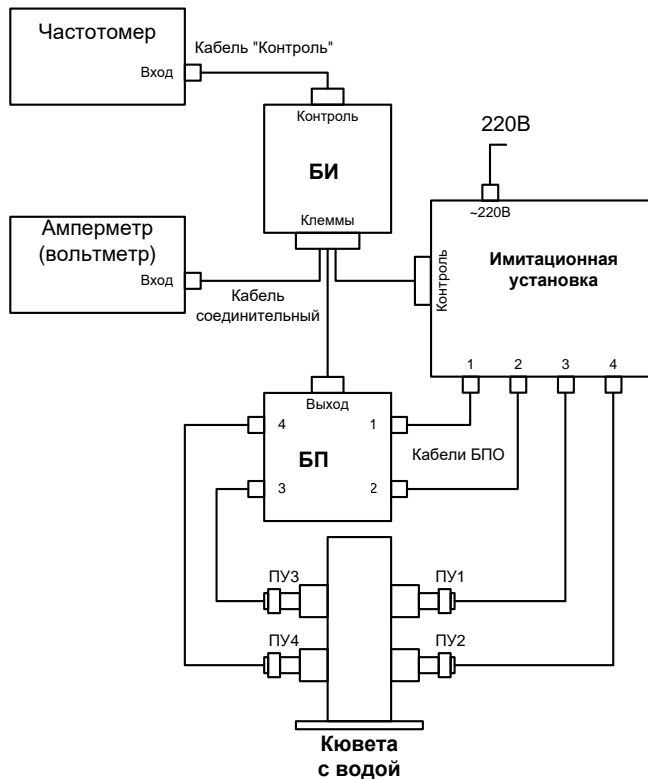 Частотомер
Вход
Кабель "Контроль"
Контроль
БИ
Клеммы
220В
~220В
Имитационная
установка
Контроль
1
2
3
4
Амперметр
(вольтметр)
Вход
Кабель
соединительный
Выход
4
1
БП
3
2
Кабели БПО
ПУ3
ПУ1
ПУ4
ПУ2
Кювета
с водой